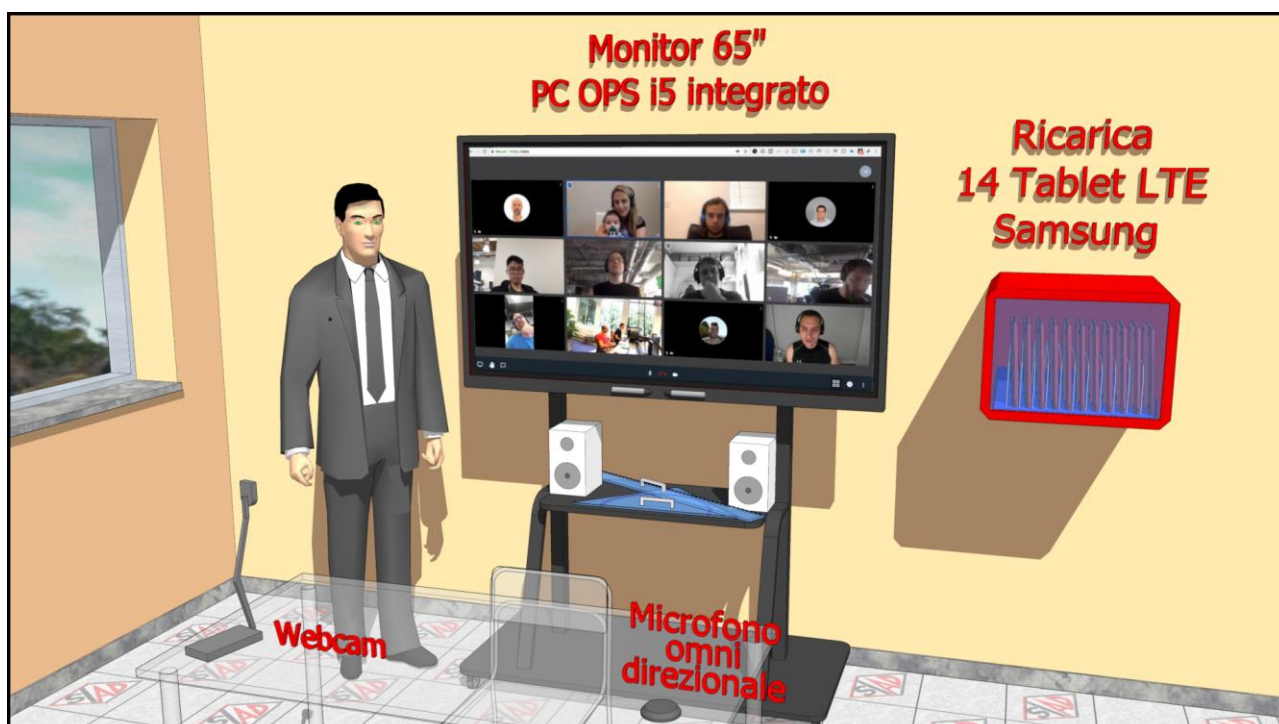 Monitor 65"
PC OPS i5 integrato
Ricarica
14 Tablet LTE
Samsung
Webcam
Microfono
omni
direzionale